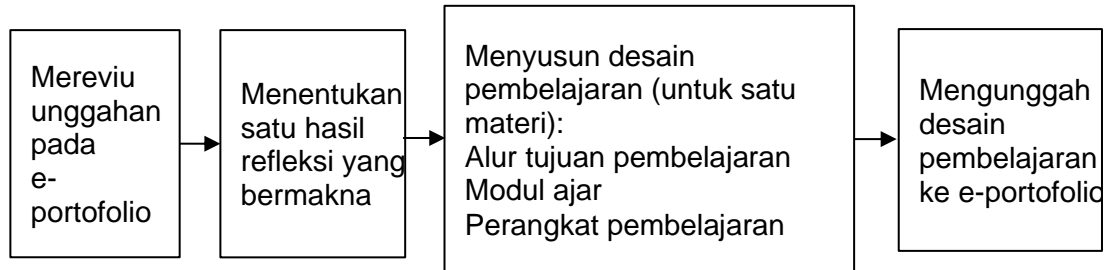 Mereviu
unggahan
pada
e-
portofolio
Menentukan
satu hasil
refleksi yang
bermakna
Menyusun desain
pembelajaran (untuk satu
materi):
Alur tujuan pembelajaran
Modul ajar
Perangkat pembelajaran
Mengunggah
desain
pembelajaran
ke e-portofolio